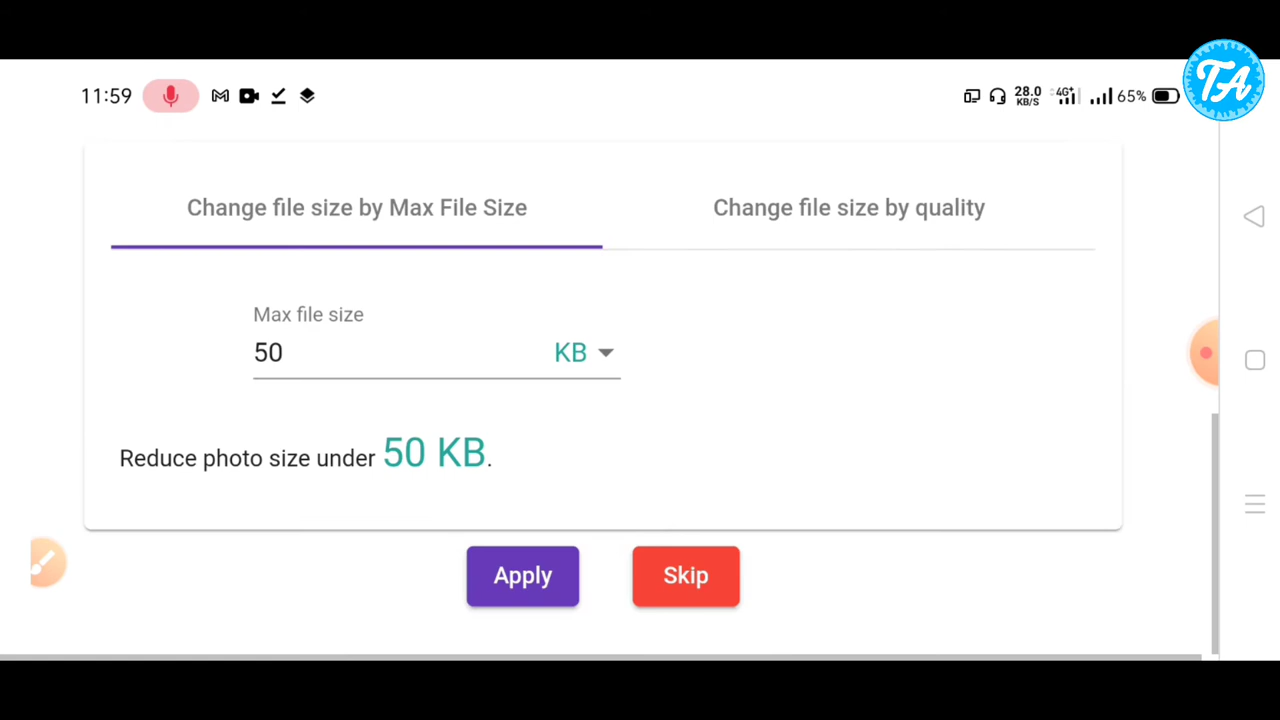 11:59 28.0 KB/S 4G+ 65%
TA
Change file size by Max File Size Change file size by quality
Max file size
50 KB
Reduce photo size under 50 KB.
Apply Skip